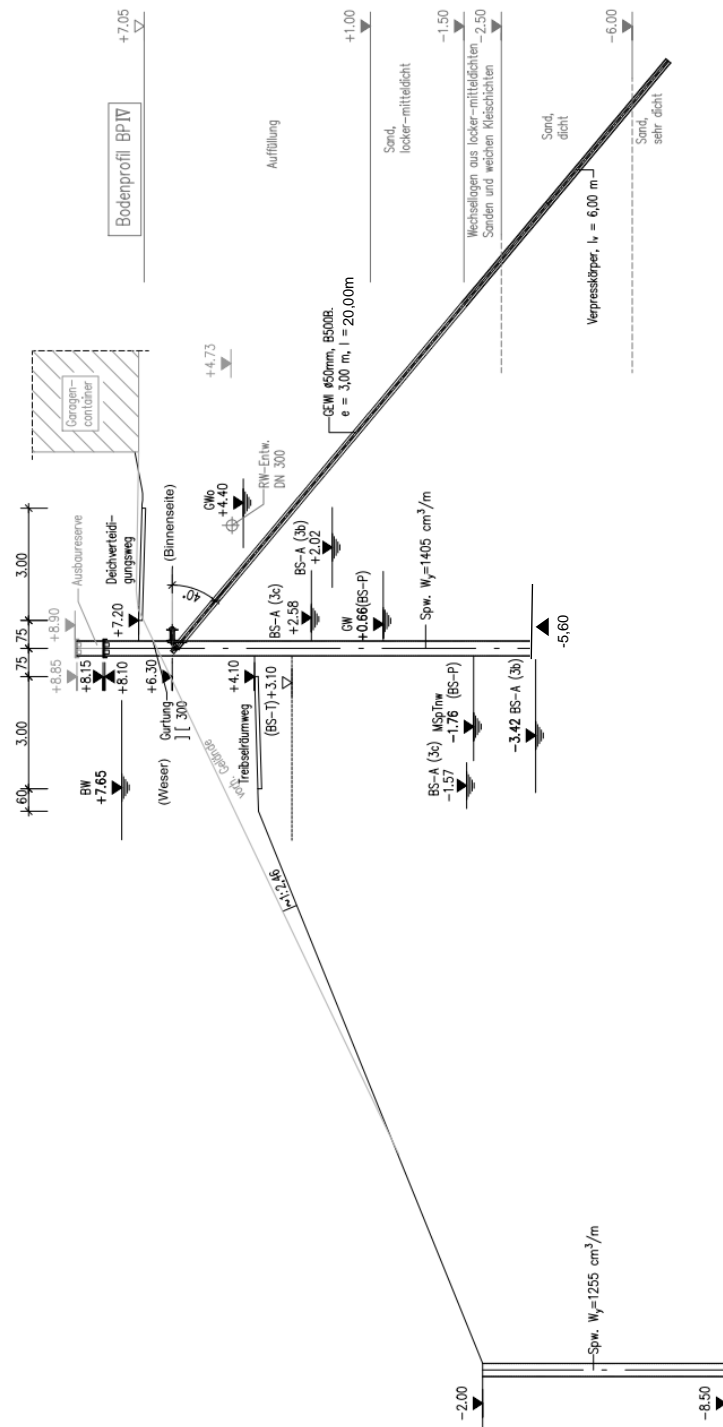 3.00
.75
.75
3.00
.60
+8.90
+8.85
+8.15
+8.10
Ausbaureserve
Garagen-
container
Deichverteidi-
gungsweg
+7.20
BW
+7.65
+6.30
Gurtung
][ 300
(Weser)
(Binnenseite)
40°
vorh. Gelände
+4.10
Treibselräumweg
(BS-T)
+3.10
~1:2,46
+4.73
GWo
+4.40
RW-Entw.
DN 300
GEWI ø50mm, B500B.
e = 3,00 m, l = 20,00m
BS-A (3b)
+2.02
BS-A (3c)
+2.58
GW
+0.66(BS-P)
Spw. Wy=1405 cm³/m
MSpTnw
-1.76
(BS-P)
BS-A (3c)
-1.57
-3.42 BS-A (3b)
-5,60
Verpresskörper, lv = 6,00 m
Bodenprofil BPIV
+7.05
Auffüllung
+1.00
Sand,
locker-mitteldicht
-1.50
Wechsellagen aus locker-mitteldichten
Sanden und weichen Kleischichten
-2.50
Sand,
dicht
-6.00
Sand,
sehr dicht
-2.00
Spw. Wy=1255 cm³/m
-8.50